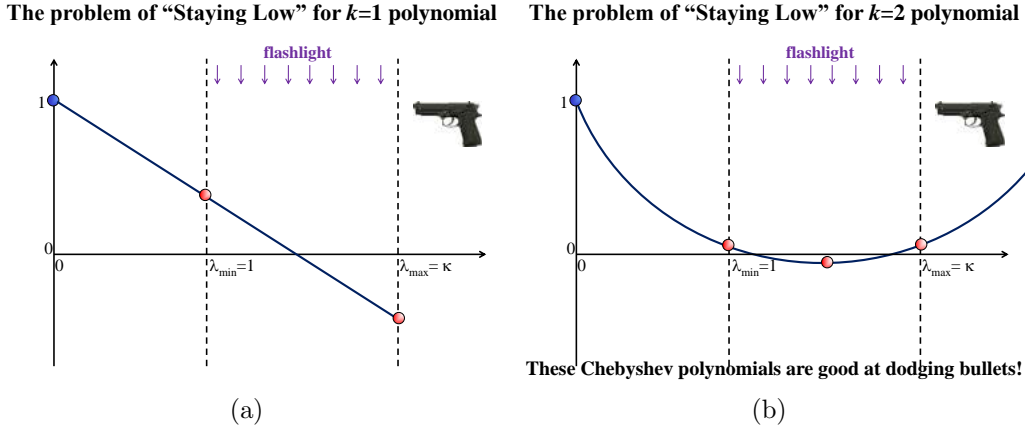 The problem of “Staying Low” for k=1 polynomial
flashlight
1
0
0
λmin=1
λmax= κ
(a)
The problem of “Staying Low” for k=2 polynomial
flashlight
1
0
0
λmin=1
λmax= κ
These Chebyshev polynomials are good at dodging bullets!
(b)